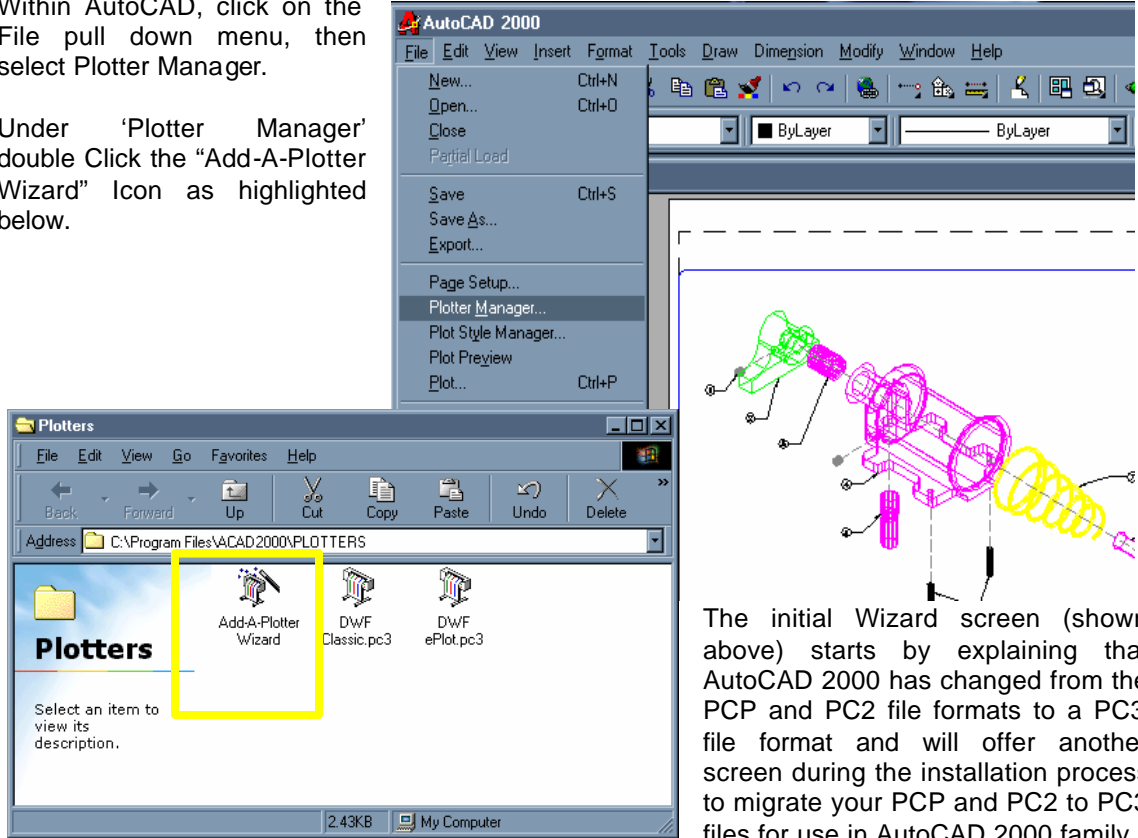 Within AutoCAD, click on the
File pull down menu, then
select Plotter Manager.
Under ‘Plotter Manager’
double Click the “Add-A-Plotter
Wizard” Icon as highlighted
below.
AutoCAD 2000
File Edit View Insert Format Tools Draw Dimension Modify Window Help
New... Ctrl+N
Open... Ctrl+O
Close
Partial Load
Save Ctrl+S
Save As...
Export...
Page Setup...
Plotter Manager...
Plot Style Manager...
Plot Preview
Plot... Ctrl+P
ByLayer ByLayer
Plotters
File Edit View Go Favorites Help
Back Forward Up Cut Copy Paste Undo Delete »
Address C:\Program Files\ACAD2000\PLOTTERS
Plotters
Select an item to
view its
description.
Add-A-Plotter
Wizard
DWF
Classic.pc3
DWF
ePlot.pc3
2.43KB My Computer
The initial Wizard screen (shown
above) starts by explaining tha
AutoCAD 2000 has changed from the
PCP and PC2 file formats to a PC3
file format and will offer anothe
screen during the installation process
to migrate your PCP and PC2 to PC3
files for use in AutoCAD 2000 family